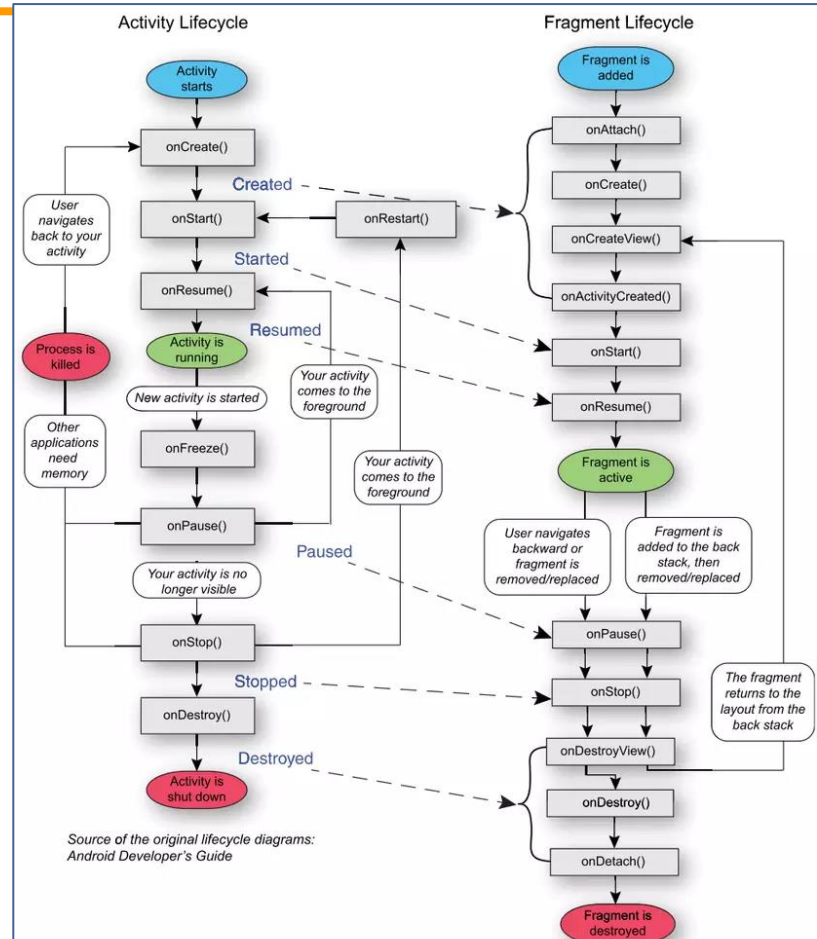 Activity Lifecycle
Activity
starts
onCreate()
User
navigates
back to your
activity
onStart()
onRestart()
onResume()
Process is
killed
Activity is
running
New activity is started
Your activity
comes to the
foreground
Other
applications
need
memory
onFreeze()
Your activity
comes to the
foreground
onPause()
Your activity is no
longer visible
onStop()
onDestroy()
Activity is
shut down
Source of the original lifecycle diagrams:
Android Developer's Guide
Created
Started
Resumed
Paused
Stopped
Destroyed
Fragment Lifecycle
Fragment is
added
onAttach()
onCreate()
onCreateView()
onActivityCreated()
onStart()
onResume()
Fragment is
active
User navigates
backward or
fragment is
removed/replaced
Fragment is
added to the back
stack, then
removed/replaced
onPause()
onStop()
The fragment
returns to the
layout from the
back stack
onDestroyView()
onDestroy()
onDetach()
Fragment is
destroyed